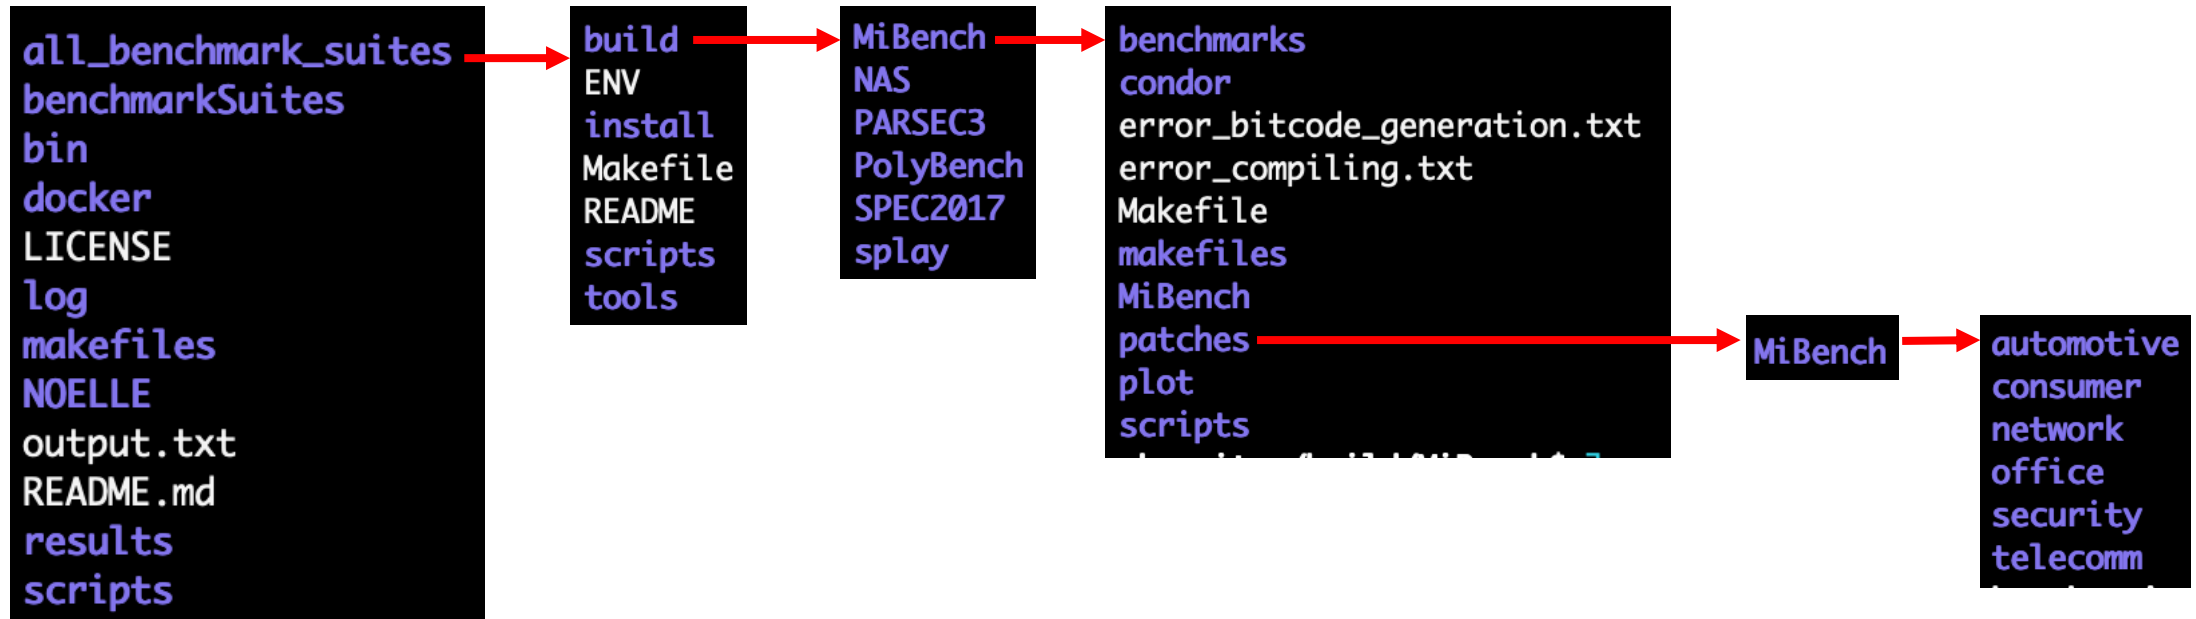 all_benchmark_suites
benchmarkSuites
bin
docker
LICENSE
log
makefiles
NOELLE
output.txt
README.md
results
scripts
build
ENV
install
Makefile
README
scripts
tools
MiBench
NAS
PARSEC3
PolyBench
SPEC2017
splay
benchmarks
condor
error_bitcode_generation.txt
error_compiling.txt
Makefile
makefiles
MiBench
patches
plot
scripts
MiBench
automotive
consumer
network
office
security
telecomm